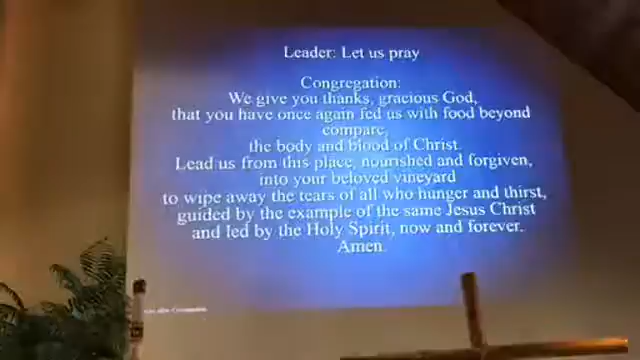 Leader: Let us pray
Congregation:
We give you thanks, gracious God,
that you have once again fed us with food beyond
compare,
the body and blood of Christ.
Lead us from this place, nourished and forgiven,
into your beloved vineyard
to wipe away the tears of all who hunger and thirst,
guided by the example of the same Jesus Christ
and led by the Holy Spirit, now and forever.
Amen.